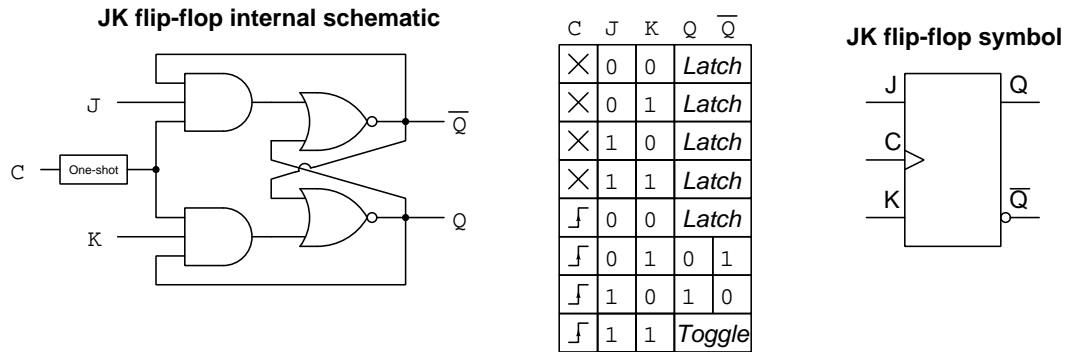 JK flip-flop internal schematic
J
C
One-shot
K
Q
Q
C J K Q Q
0 0 Latch
0 1 Latch
1 0 Latch
1 1 Latch
0 0 Latch
0 1 0 1
1 0 1 0
1 1 Toggle
JK flip-flop symbol
J Q
C
K Q